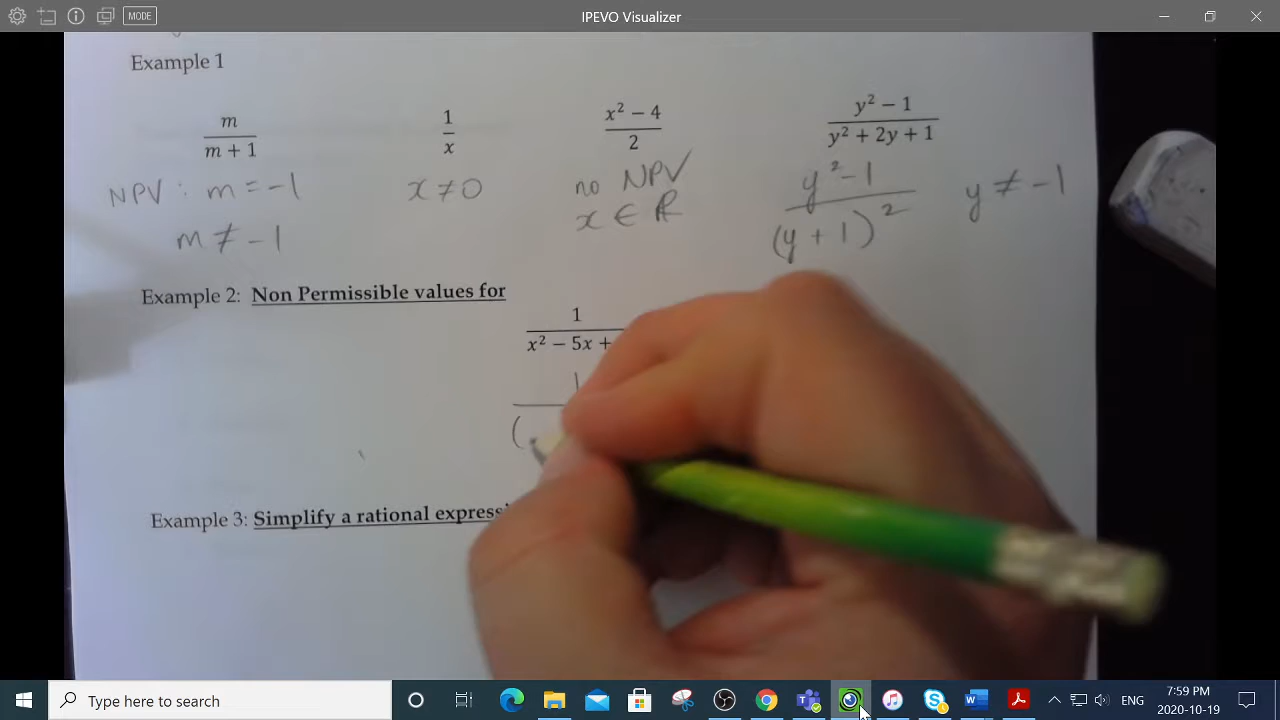 IPEVO Visualizer
MODE
Example 1
m / m + 1
1 / x
x² − 4 / 2
y² − 1 / y² + 2y + 1
NPV : m = -1
m ≠ -1
x ≠ 0
no NPV
x ∈ R
y² - 1 / (y + 1)²
y ≠ -1
Example 2: Non Permissible values for
1 / x² − 5x +
1
(
Example 3: Simplify a rational
Type here to search
ENG
7:59 PM
2020-10-19